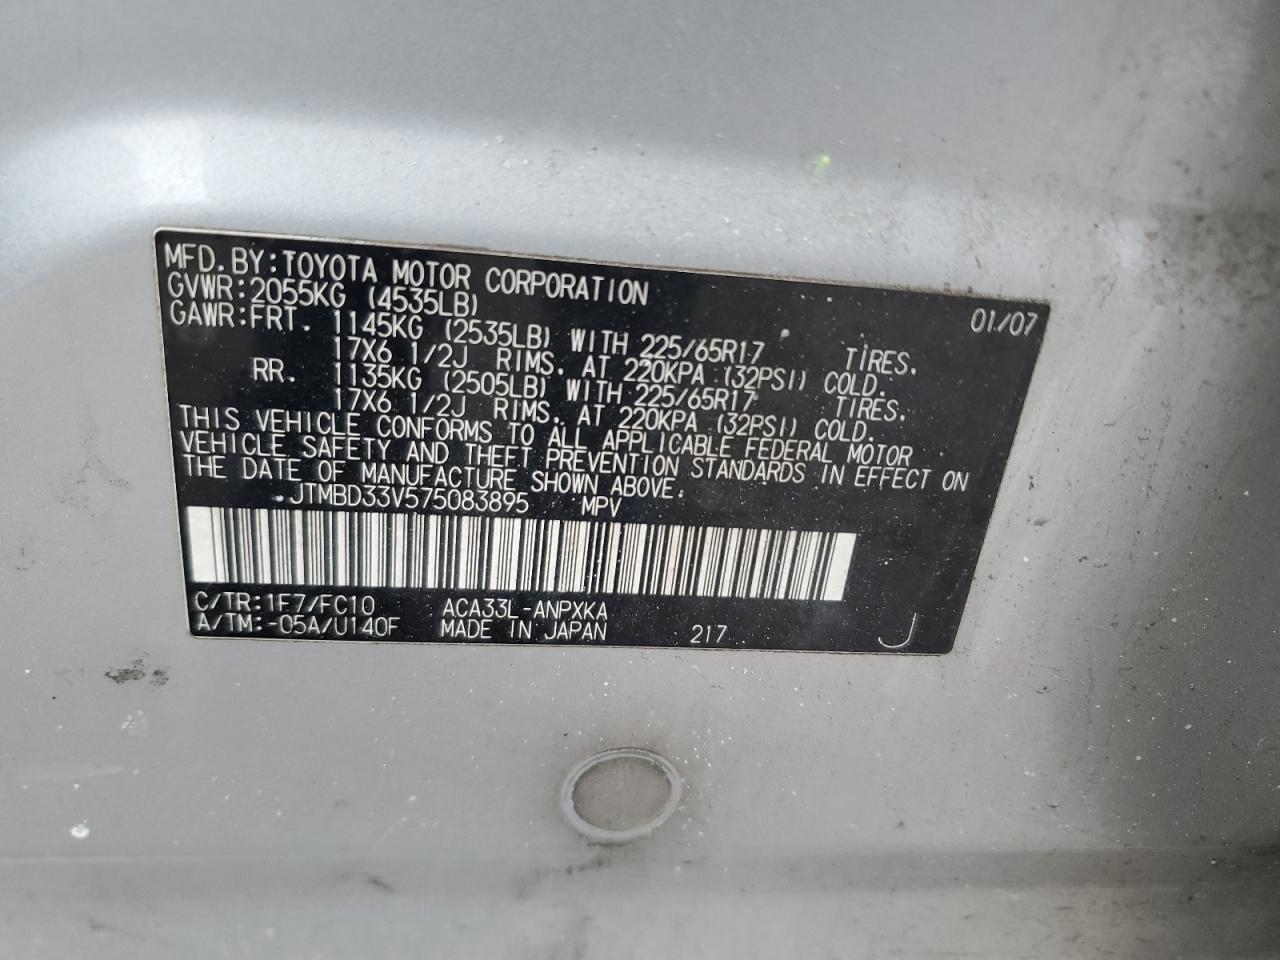 MFD. BY:TOYOTA MOTOR CORPORATION 01/07
GVWR:2055KG (4535LB)
GAWR:FRT. 1145KG (2535LB) WITH 225/65R17 TIRES.
17X6 1/2J RIMS. AT 220KPA (32PSI) COLD.
RR. 1135KG (2505LB) WITH 225/65R17 TIRES.
17X6 1/2J RIMS. AT 220KPA (32PSI) COLD.
THIS VEHICLE CONFORMS TO ALL APPLICABLE FEDERAL MOTOR
VEHICLE SAFETY AND THEFT PREVENTION STANDARDS IN EFFECT ON
THE DATE OF MANUFACTURE SHOWN ABOVE.
JTMBD33V575083895 MPV
C/TR:1F7/FC10 ACA33L-ANPXKA
A/TM:-05A/U140F MADE IN JAPAN 217 J